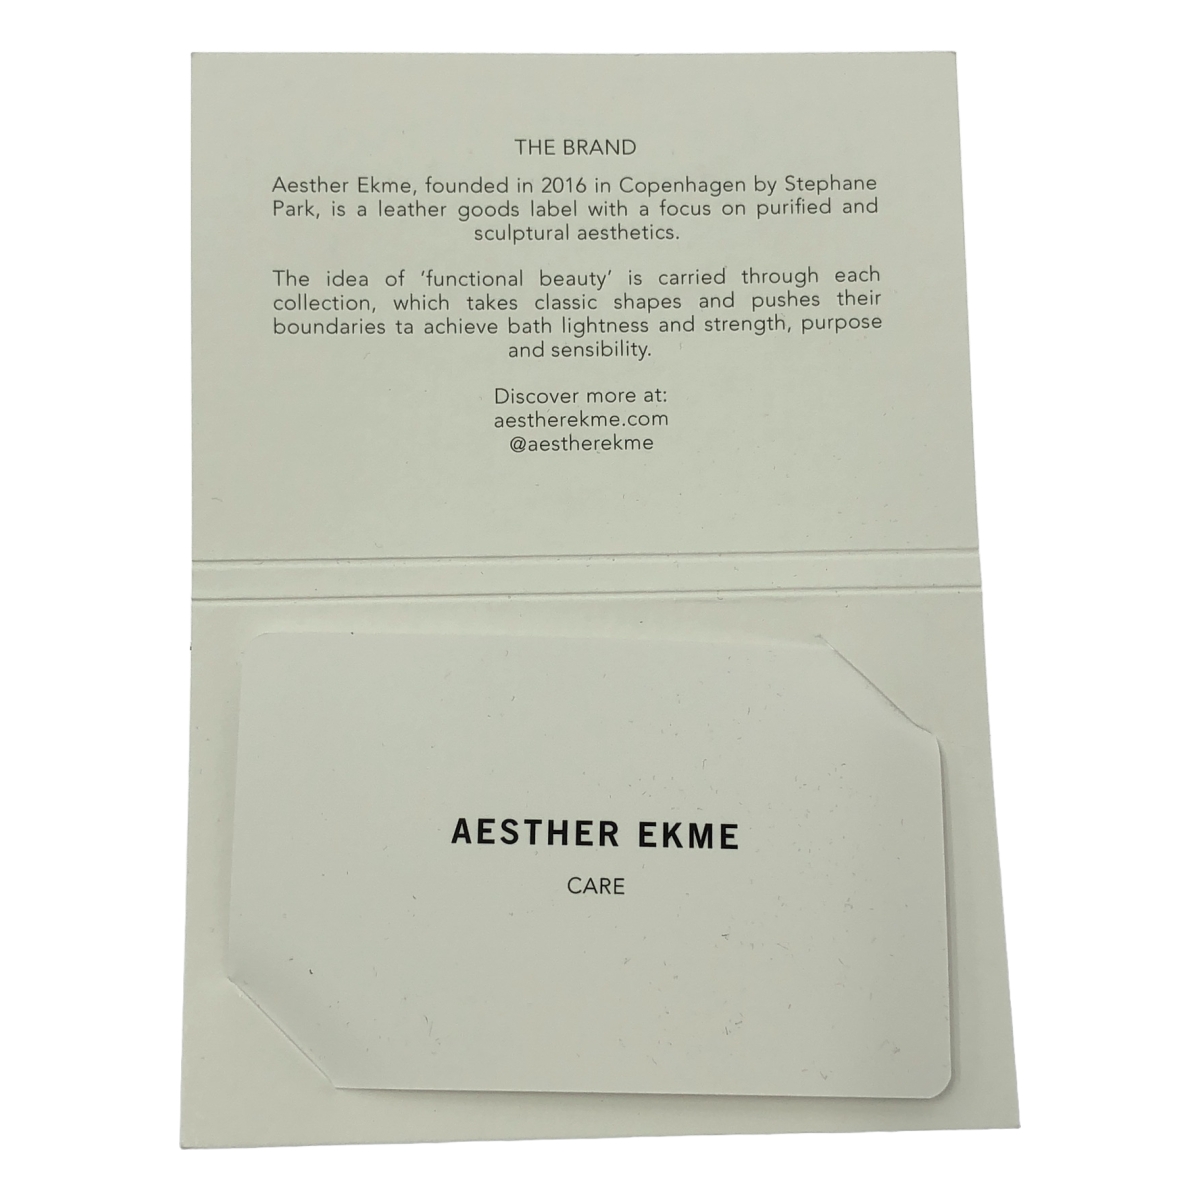 THE BRAND
Aesther Ekme, founded in 2016 in Copenhagen by Stephane
Park, is a leather goods label with a focus on purified and
sculptural aesthetics.
The idea of ‘functional beauty’ is carried through each
collection, which takes classic shapes and pushes their
boundaries ta achieve bath lightness and strength, purpose
and sensibility.
Discover more at:
aestherekme.com
@aestherekme
AESTHER EKME
CARE